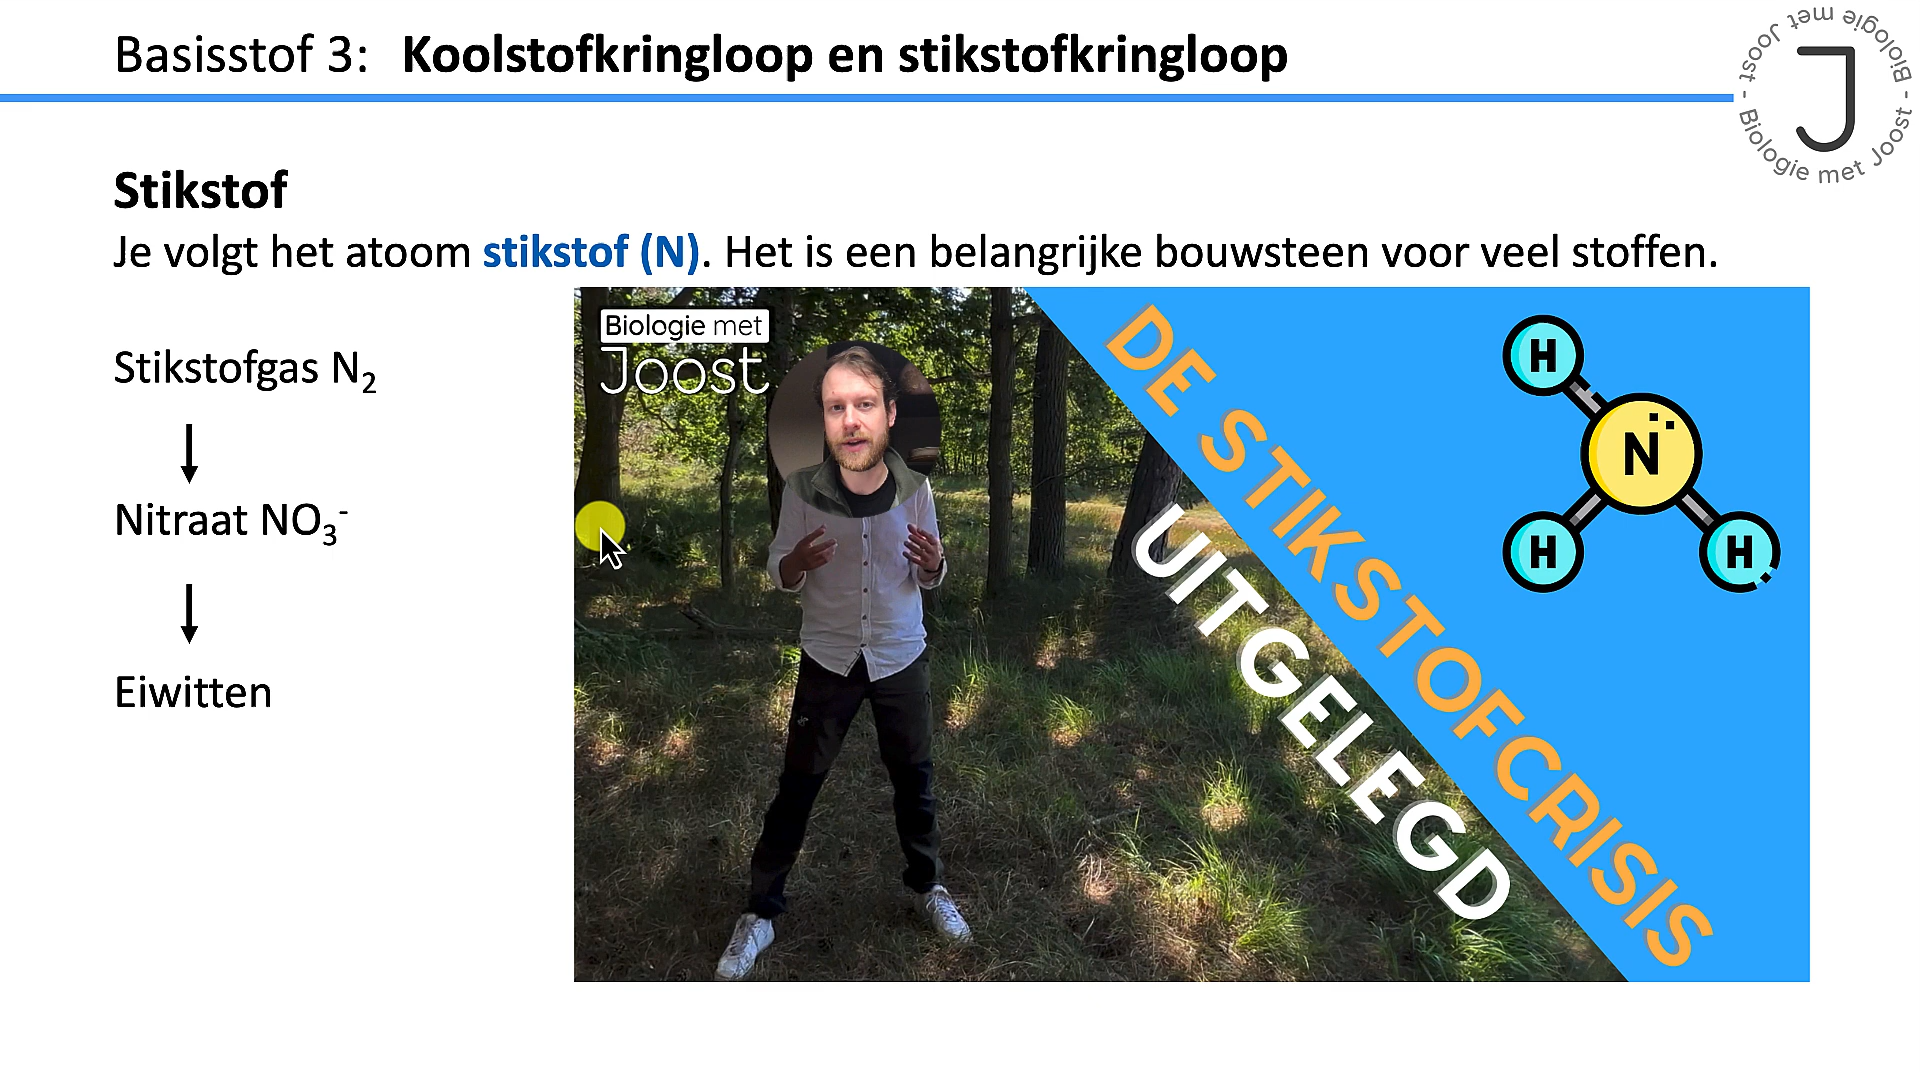 Basisstof 3: Koolstofkringloop en stikstofkringloop
Biologie met Joost - Biologie met Joost -
J
Stikstof
Je volgt het atoom stikstof (N). Het is een belangrijke bouwsteen voor veel stoffen.
Stikstofgas N₂
Nitraat NO₃⁻
Eiwitten
Biologie met
Joost
DE STIKSTOFCRISIS
UITGELEGD
H
N
H
H